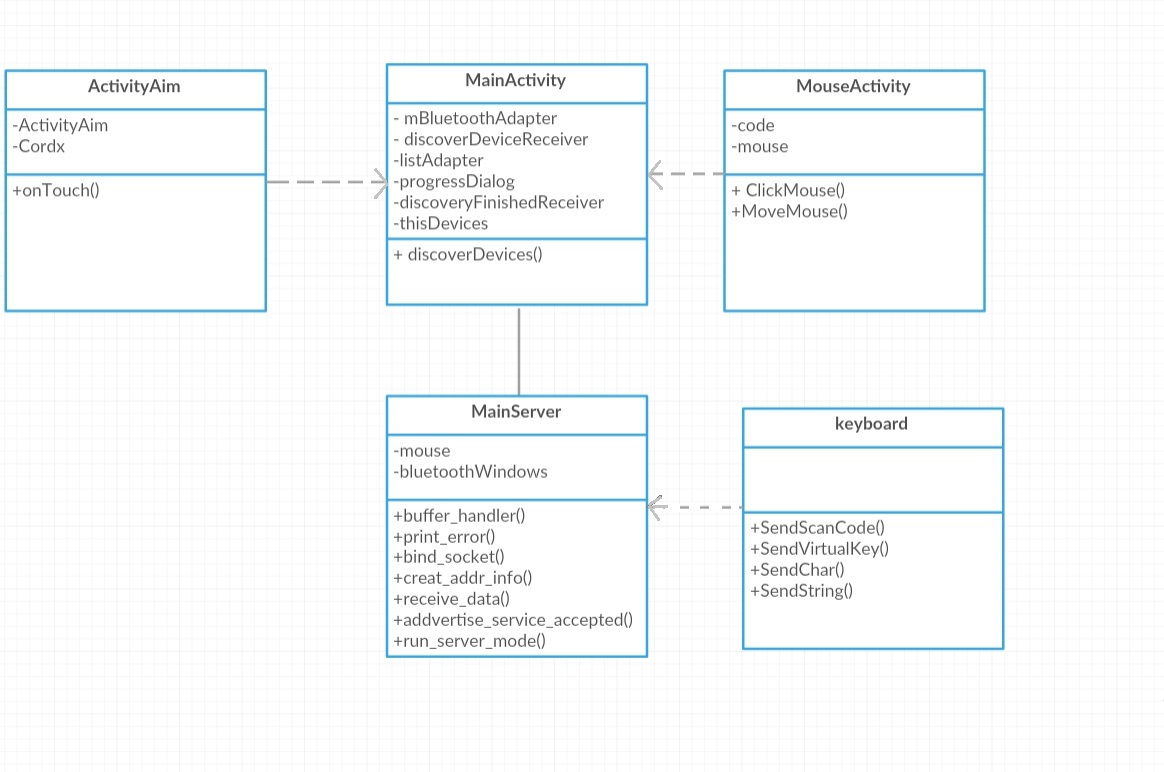 ActivityAim
-ActivityAim
-Cordx
+onTouch()
MainActivity
- mBluetoothAdapter
- discoverDeviceReceiver
-listAdapter
-progressDialog
-discoveryFinishedReceiver
-thisDevices
+ discoverDevices()
MouseActivity
-code
-mouse
+ ClickMouse()
+MoveMouse()
MainServer
-mouse
-bluetoothWindows
+buffer_handler()
+print_error()
+bind_socket()
+creat_addr_info()
+receive_data()
+addvertise_service_accepted()
+run_server_mode()
keyboard
+SendScanCode()
+SendVirtualKey()
+SendChar()
+SendString()